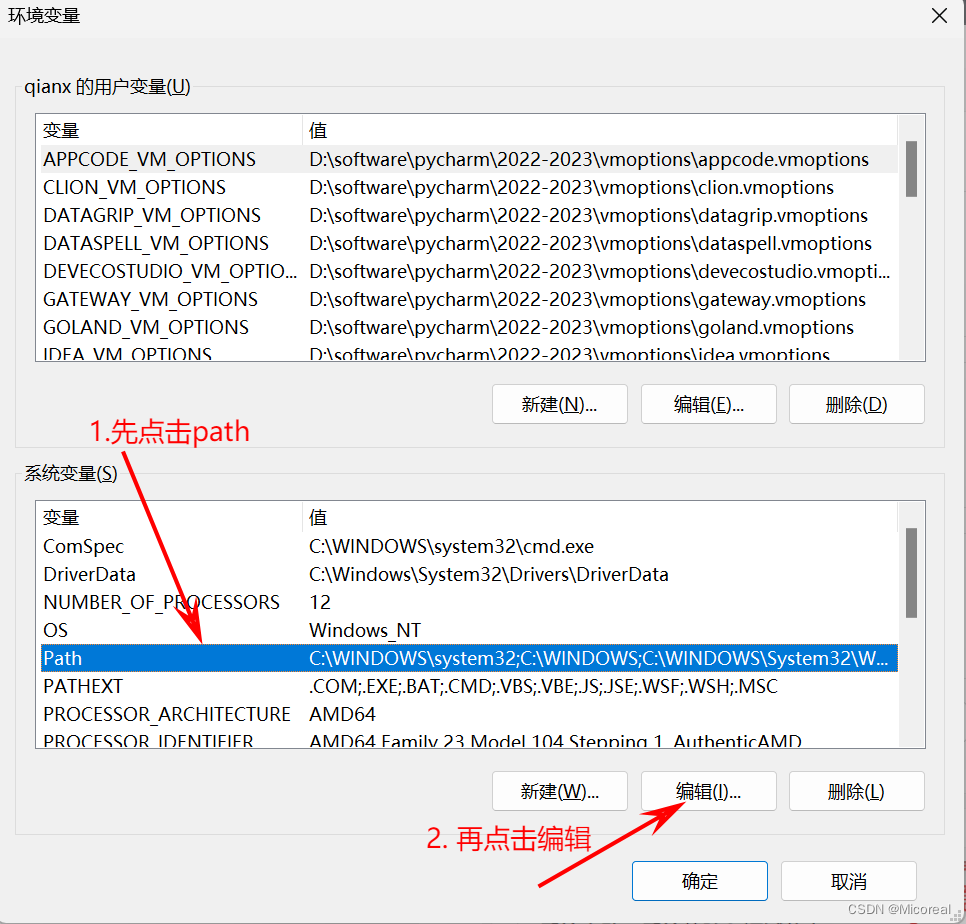 环境变量
qianx 的用户变量(U)
变量 值
APPCODE_VM_OPTIONS D:\software\pycharm\2022-2023\vmoptions\appcode.vmoptions
CLION_VM_OPTIONS D:\software\pycharm\2022-2023\vmoptions\clion.vmoptions
DATAGRIP_VM_OPTIONS D:\software\pycharm\2022-2023\vmoptions\datagrip.vmoptions
DATASPELL_VM_OPTIONS D:\software\pycharm\2022-2023\vmoptions\dataspell.vmoptions
DEVECOSTUDIO_VM_OPTIO... D:\software\pycharm\2022-2023\vmoptions\devecostudio.vmopti...
GATEWAY_VM_OPTIONS D:\software\pycharm\2022-2023\vmoptions\gateway.vmoptions
GOLAND_VM_OPTIONS D:\software\pycharm\2022-2023\vmoptions\goland.vmoptions
IDEA_VM_OPTIONS D:\software\pycharm\2022-2023\vmoptions\idea.vmoptions
新建(N)... 编辑(E)... 删除(D)
1.先点击path
系统变量(S)
变量 值
ComSpec C:\WINDOWS\system32\cmd.exe
DriverData C:\Windows\System32\Drivers\DriverData
NUMBER_OF_PROCESSORS 12
OS Windows_NT
Path C:\WINDOWS\system32;C:\WINDOWS;C:\WINDOWS\System32\W...
PATHEXT .COM;.EXE;.BAT;.CMD;.VBS;.VBE;.JS;.JSE;.WSF;.WSH;.MSC
PROCESSOR_ARCHITECTURE AMD64
PROCESSOR_IDENTIFIER AMD64 Family 23 Model 104 Stepping 1, AuthenticAMD
新建(W)... 编辑(I)... 删除(L)
2. 再点击编辑
确定 取消
CSDN @Micoreal